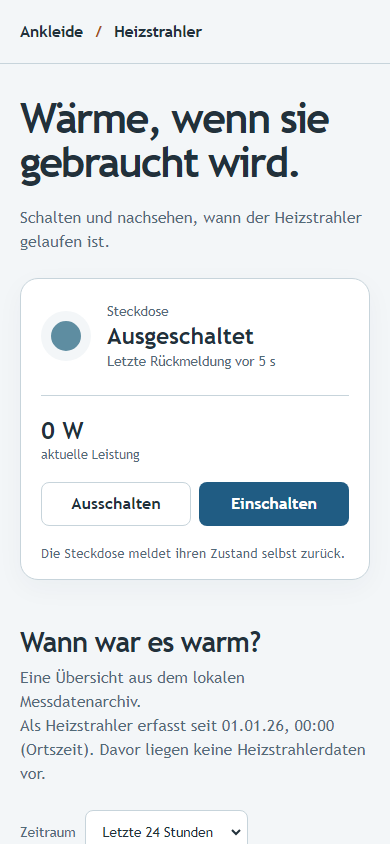 Ankleide / Heizstrahler
Wärme, wenn sie
gebraucht wird.
Schalten und nachsehen, wann der Heizstrahler
gelaufen ist.
Steckdose
Ausgeschaltet
Letzte Rückmeldung vor 5 s
0 W
aktuelle Leistung
Ausschalten Einschalten
Die Steckdose meldet ihren Zustand selbst zurück.
Wann war es warm?
Eine Übersicht aus dem lokalen
Messdatenarchiv.
Als Heizstrahler erfasst seit 01.01.26, 00:00
(Ortszeit). Davor liegen keine Heizstrahlerdaten
vor.
Zeitraum Letzte 24 Stunden